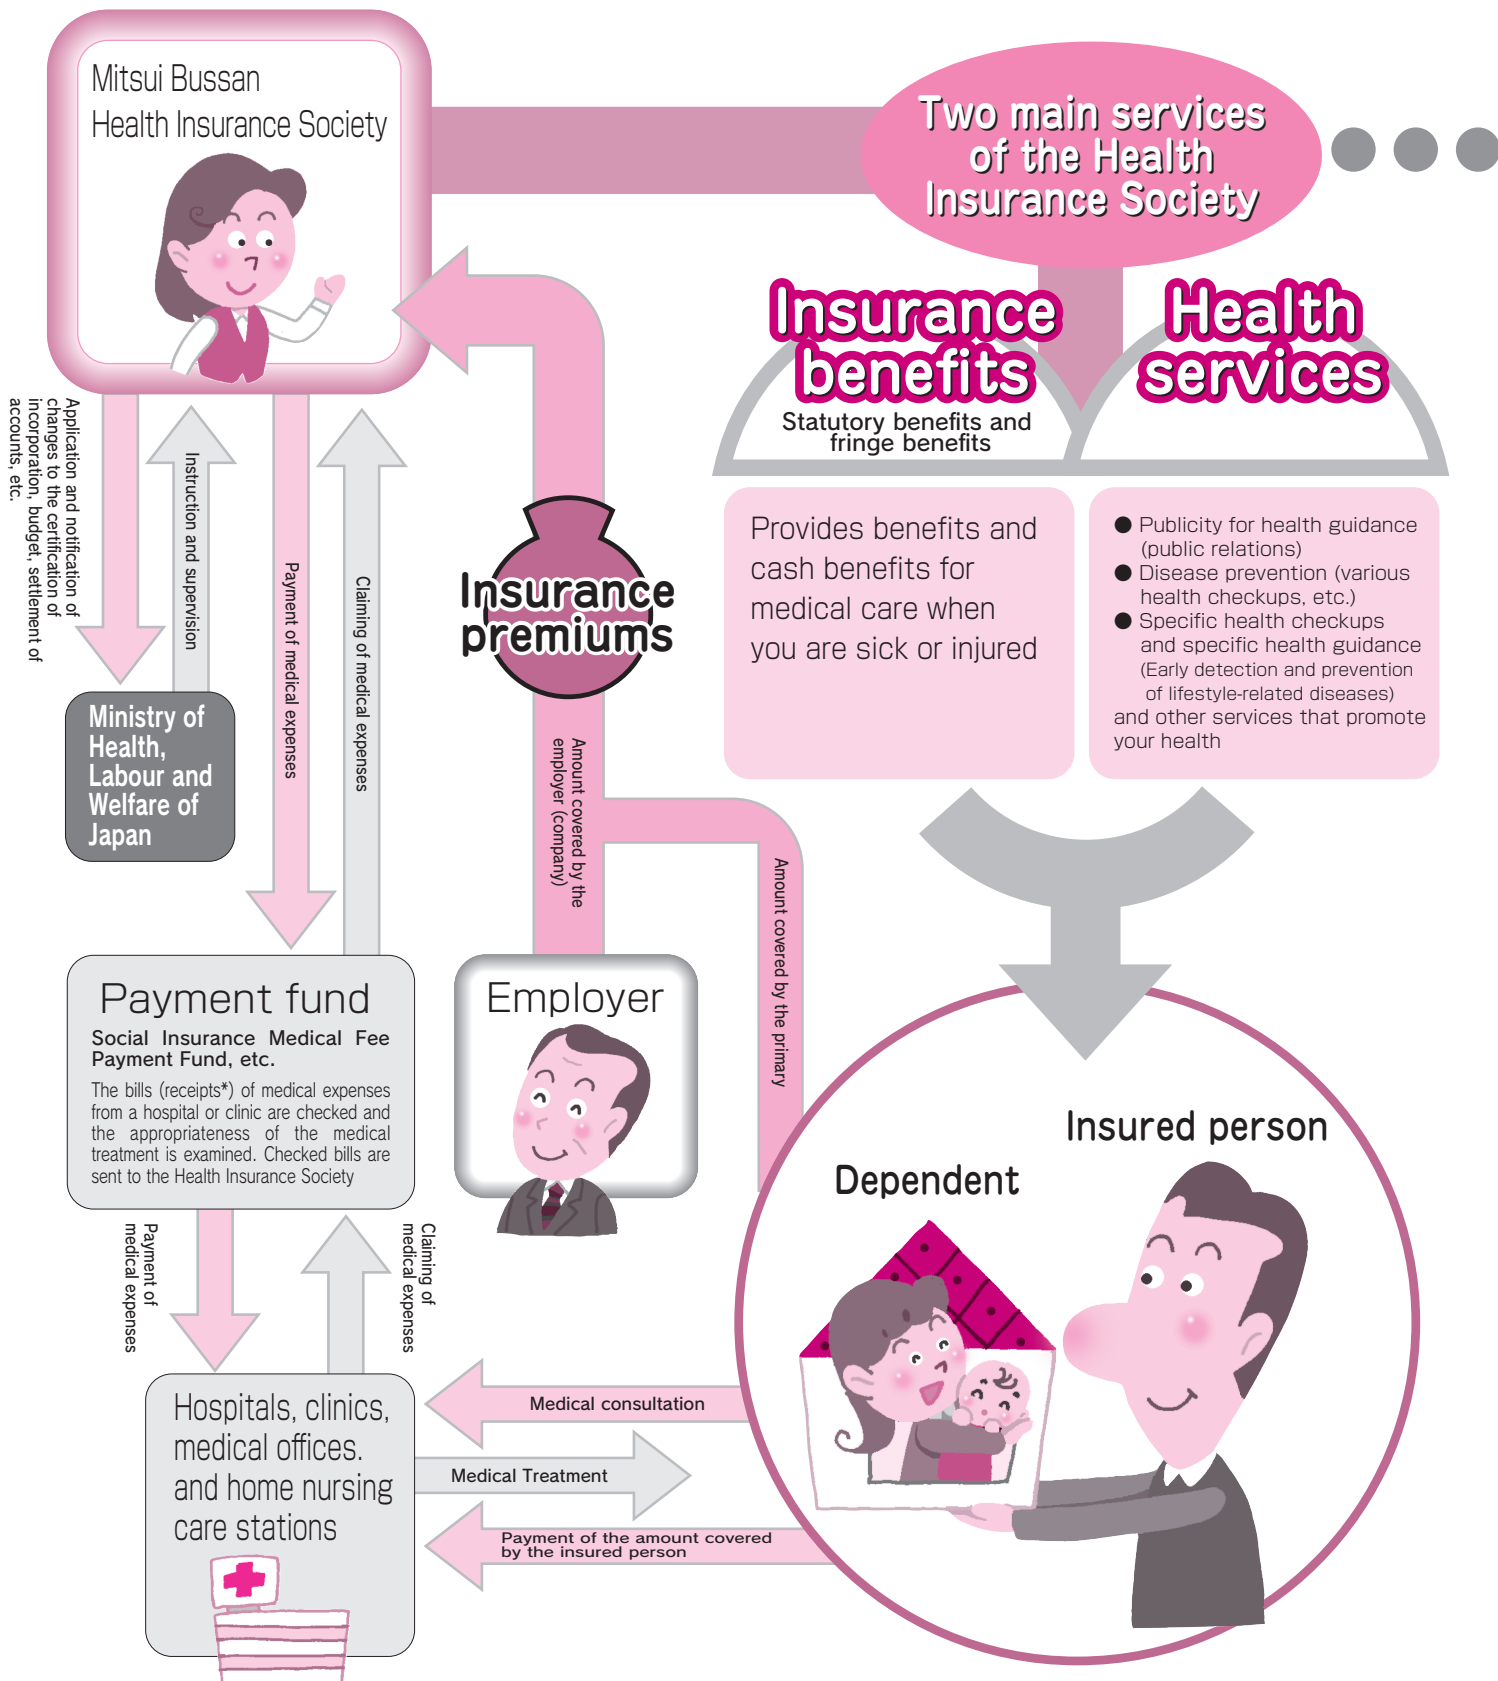 Mitsui Bussan
Health Insurance Society
Two main services
of the Health
Insurance Society
Insurance
benefits
Statutory benefits and
fringe benefits
Health
services
Provides benefits and
cash benefits for
medical care when
you are sick or injured
● Publicity for health guidance
(public relations)
● Disease prevention (various
health checkups, etc.)
● Specific health checkups
and specific health guidance
(Early detection and prevention
of lifestyle-related diseases)
and other services that promote
your health
Application and notification of
changes to the certification of
incorporation, budget, settlement of
accounts, etc.
Instruction and supervision
Payment of medical expenses
Claiming of medical expenses
Insurance
premiums
Ministry of
Health,
Labour and
Welfare of
Japan
Amount covered by the
employer (company)
Amount covered by the primary
Payment fund
Social Insurance Medical Fee
Payment Fund, etc.
The bills (receipts*) of medical expenses
from a hospital or clinic are checked and
the appropriateness of the medical
treatment is examined. Checked bills are
sent to the Health Insurance Society
Employer
Insured person
Dependent
Payment of
medical expenses
Claiming of
medical expenses
Hospitals, clinics,
medical offices.
and home nursing
care stations
Medical consultation
Medical Treatment
Payment of the amount covered
by the insured person